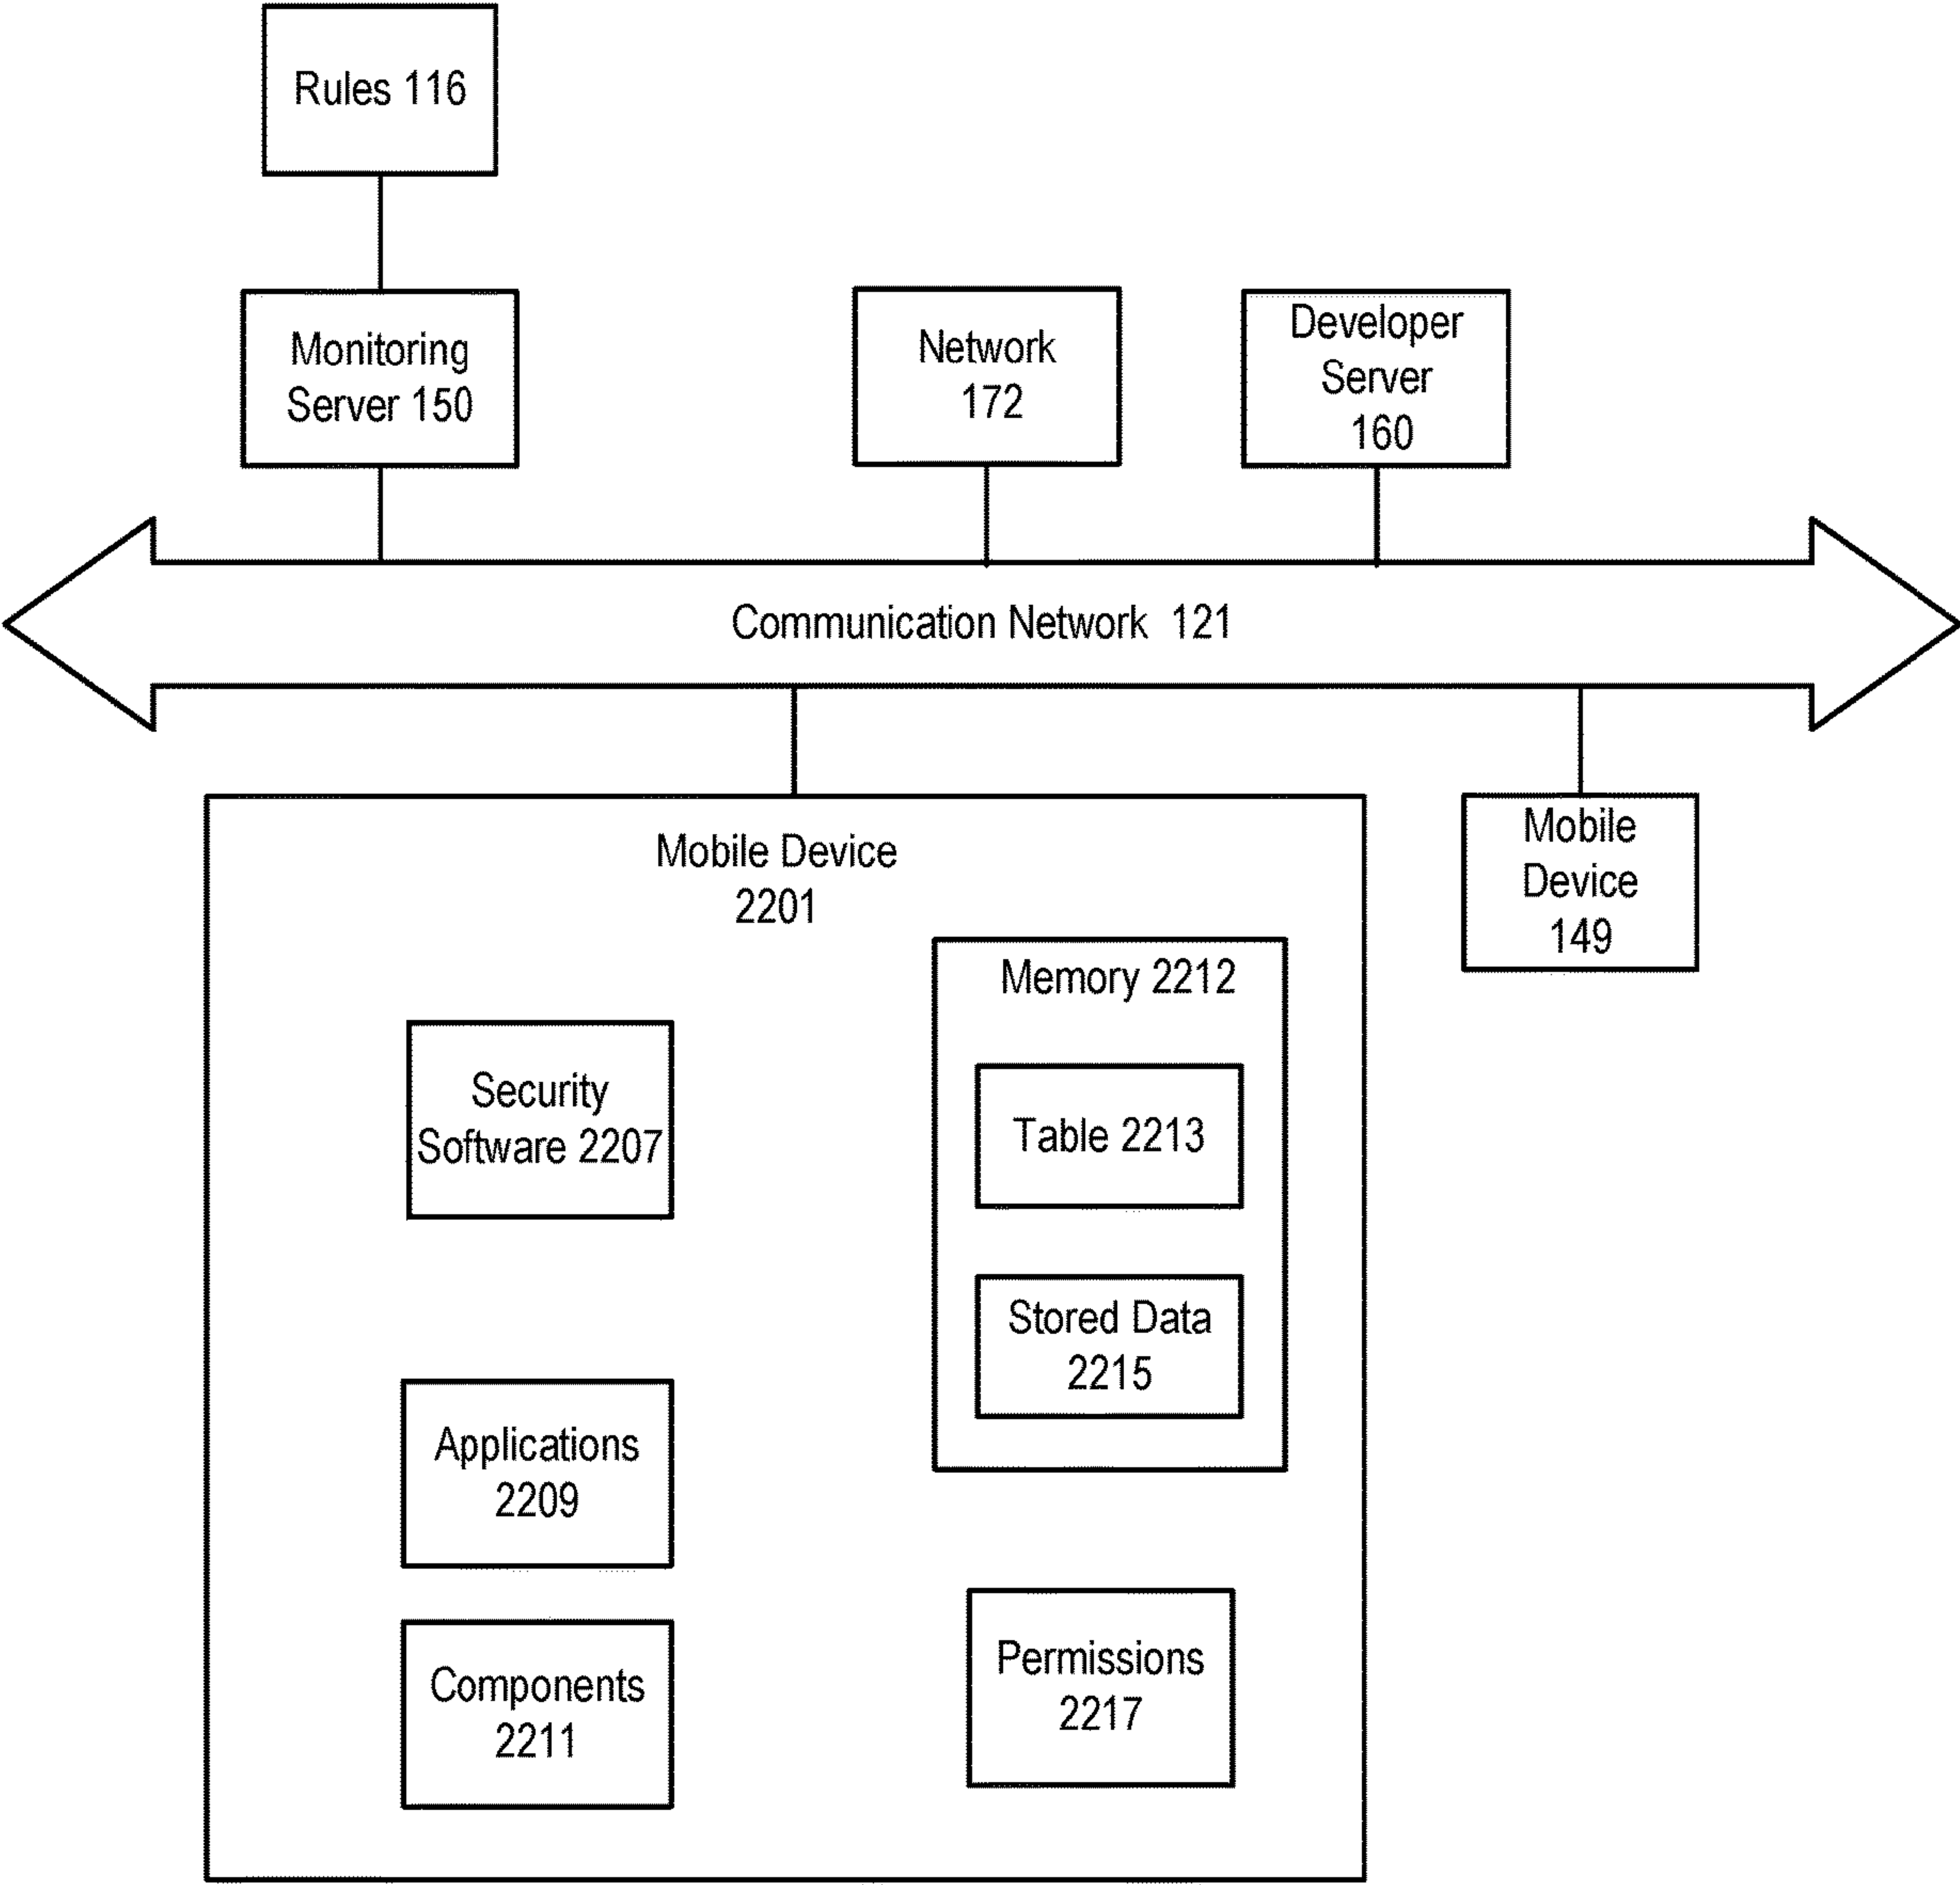 Rules 116
Monitoring
Server 150
Network
172
Developer
Server
160
Communication Network 121
Mobile Device
2201
Mobile
Device
149
Memory 2212
Security
Software 2207
Table 2213
Stored Data
2215
Applications
2209
Components
2211
Permissions
2217